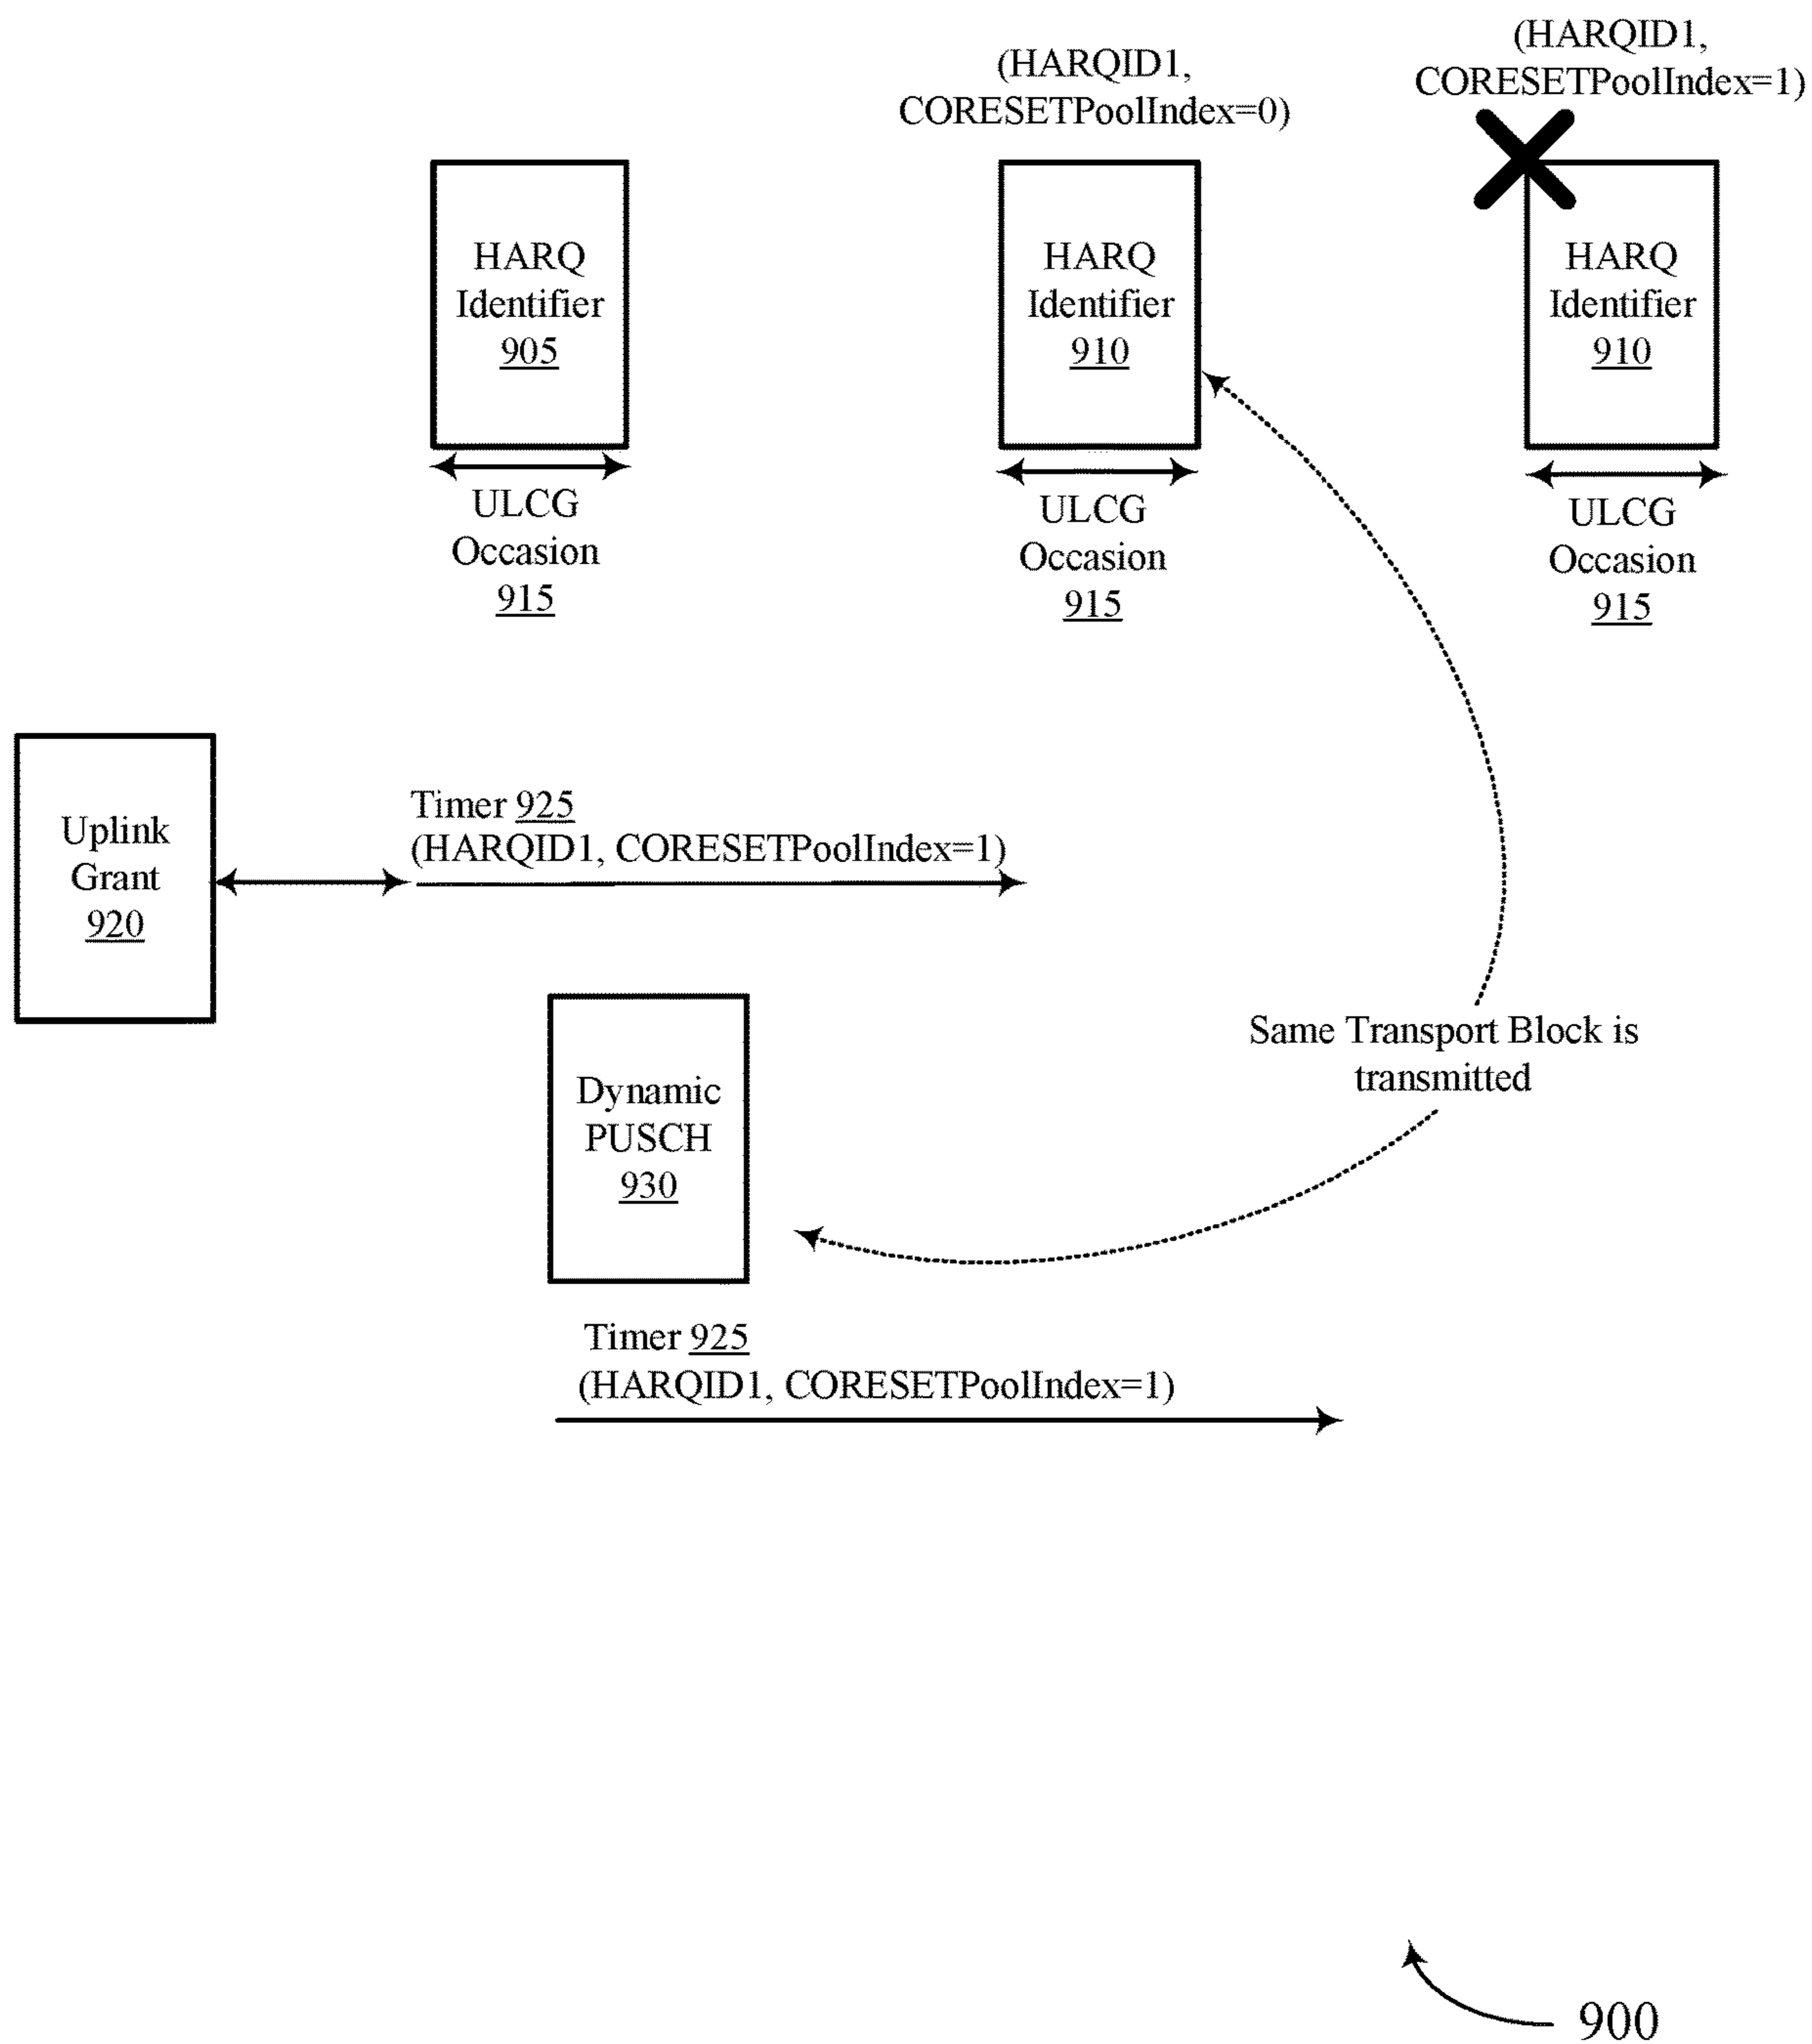 (HARQID1,
CORESETPoolIndex=0)
(HARQID1,
CORESETPoolIndex=1)
HARQ
Identifier
905
HARQ
Identifier
910
HARQ
Identifier
910
ULCG
Occasion
915
ULCG
Occasion
915
ULCG
Occasion
915
Uplink
Grant
920
Timer 925
(HARQID1, CORESETPoolIndex=1)
Same Transport Block is
transmitted
Dynamic
PUSCH
930
Timer 925
(HARQID1, CORESETPoolIndex=1)
900